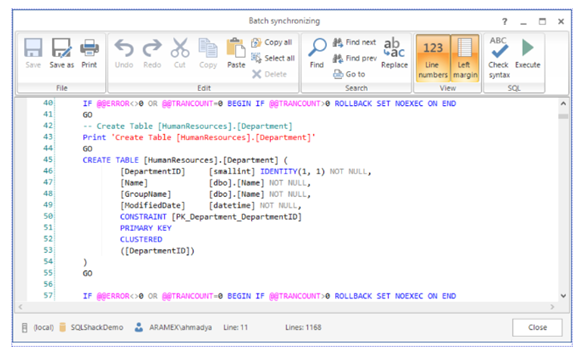 Batch synchronizing
Save Save as Print Undo Redo Cut Copy Paste Copy all Select all Delete Find Find next Find prev Go to Replace 123 Line numbers Left margin ABC Check syntax Execute
File Edit Search View SQL
40 IF @@ERROR<>0 OR @@TRANCOUNT=0 BEGIN IF @@TRANCOUNT>0 ROLLBACK SET NOEXEC ON END
41 GO
42 -- Create Table [HumanResources].[Department]
43 Print 'Create Table [HumanResources].[Department]'
44 GO
45 CREATE TABLE [HumanResources].[Department] (
46 [DepartmentID] [smallint] IDENTITY(1, 1) NOT NULL,
47 [Name] [dbo].[Name] NOT NULL,
48 [GroupName] [dbo].[Name] NOT NULL,
49 [ModifiedDate] [datetime] NOT NULL,
50 CONSTRAINT [PK_Department_DepartmentID]
51 PRIMARY KEY
52 CLUSTERED
53 ([DepartmentID])
54 )
55 GO
56
57 IF @@ERROR<>0 OR @@TRANCOUNT=0 BEGIN IF @@TRANCOUNT>0 ROLLBACK SET NOEXEC ON END
(local) SQLShackDemo ARAMEX\ahmadya Line: 11 Lines: 1168 Close